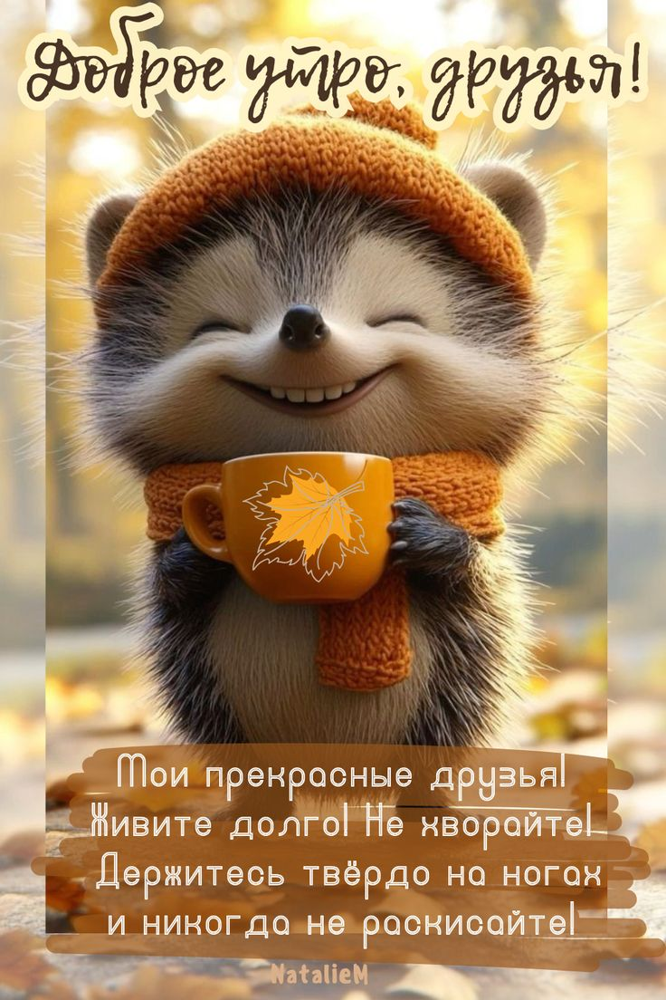 Доброе утро, друзья!
Мои прекрасные друзья!
Живите долго! Не хворайте!
Держитесь твёрдо на ногах
и никогда не раскисайте!
NatalieM